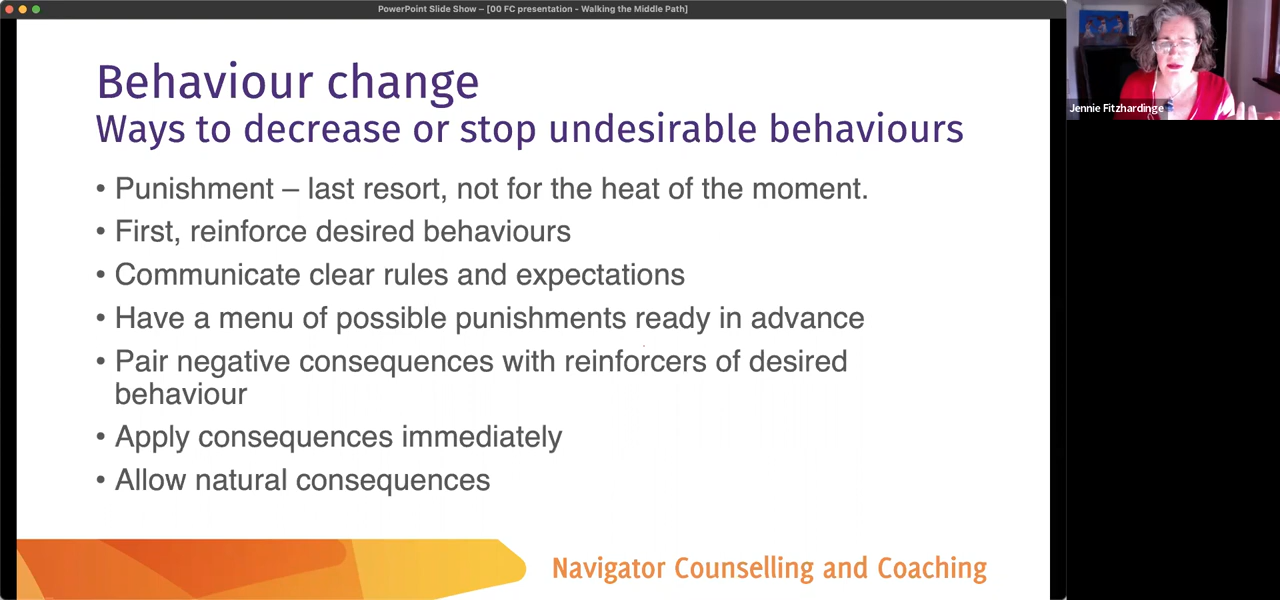 PowerPoint Slide Show – [00 FC presentation - Walking the Middle Path]
Jennie Fitzhardinge
Behaviour change
Ways to decrease or stop undesirable behaviours
• Punishment – last resort, not for the heat of the moment.
• First, reinforce desired behaviours
• Communicate clear rules and expectations
• Have a menu of possible punishments ready in advance
• Pair negative consequences with reinforcers of desired
behaviour
• Apply consequences immediately
• Allow natural consequences
Navigator Counselling and Coaching